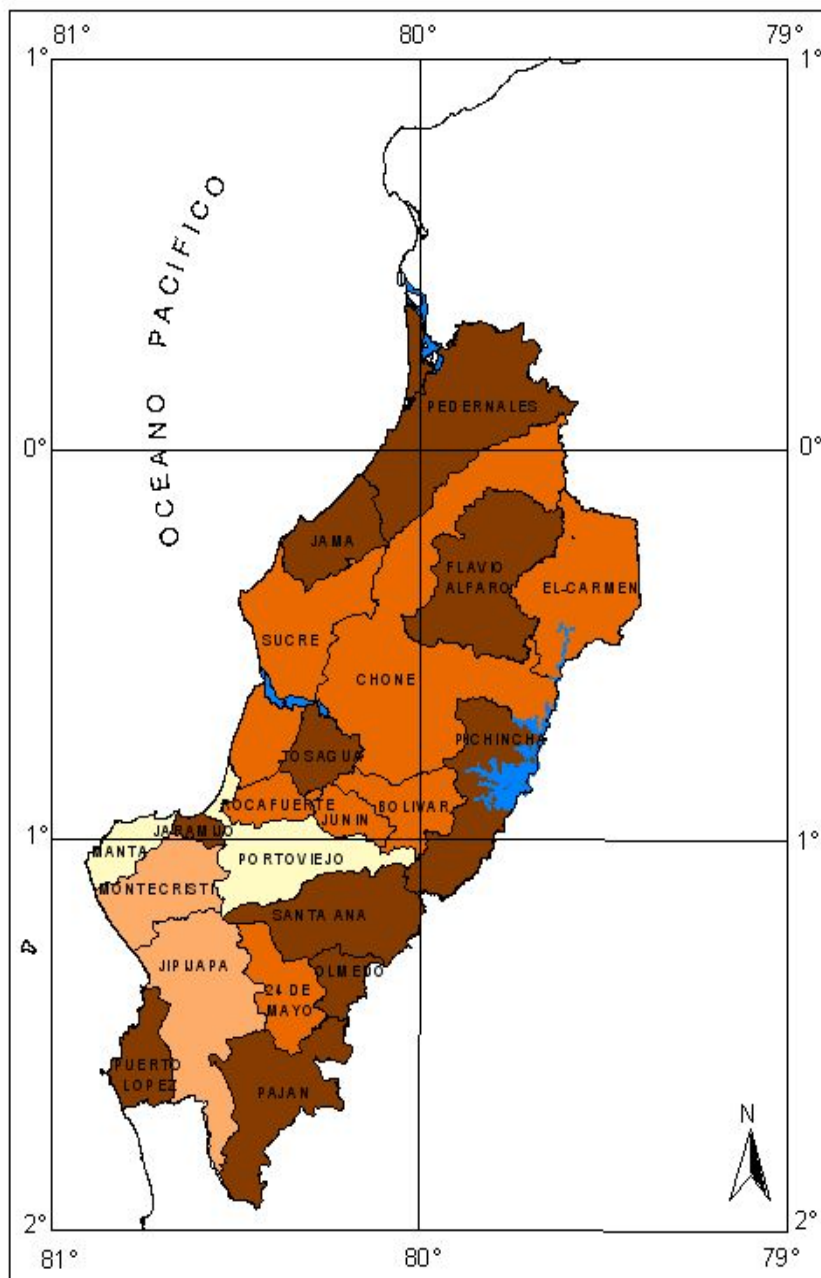 81°
80°
79°
1°
1°
OCEANO PACIFICO
PEDERNALES
0°
0°
JAMA
FLAVIO
ALFARO
EL-CARMEN
SUCRE
CHONE
PICHINCHA
TOSAGUA
ROCAFUERTE
BOLIVAR
JUNIN
JARAMIJO
1°
1°
MANTA
PORTOVIEJO
MONTECRISTI
SANTA ANA
JIPIJAPA
OLMEDO
24 DE
MAYO
PUERTO
LOPEZ
PAJAN
N
2°
2°
81°
80°
79°